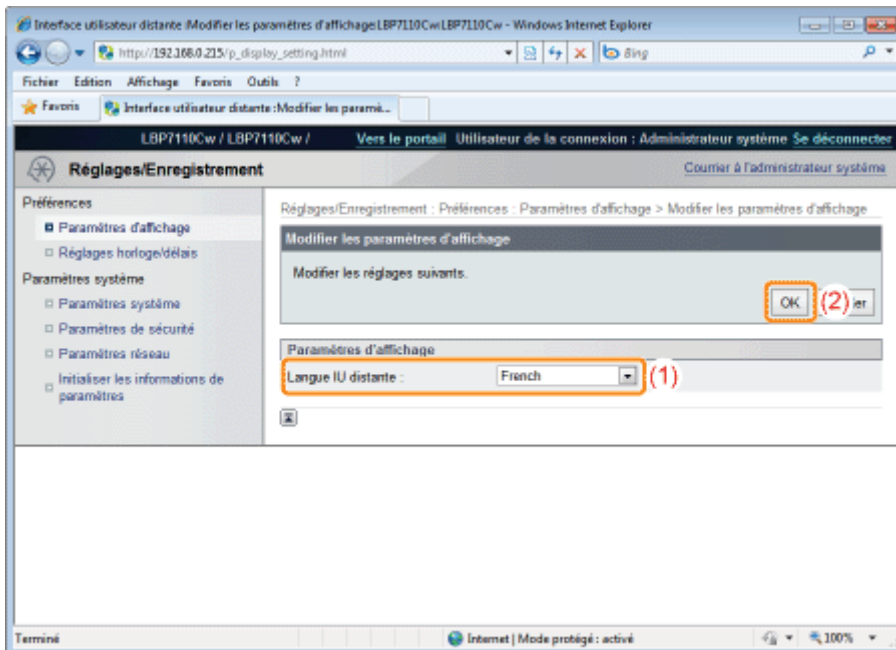 Interface utilisateur distante :Modifier les paramètres d'affichage:LBP7110Cw:LBP7110Cw - Windows Internet Explorer
http://192.168.0.215/p_display_setting.html
Bing
Fichier Edition Affichage Favoris Outils ?
Favoris Interface utilisateur distante :Modifier les paramè...
LBP7110Cw / LBP7110Cw / Vers le portail Utilisateur de la connexion : Administrateur système Se déconnecter
Réglages/Enregistrement Courrier à l'administrateur système
Préférences
Paramètres d'affichage
Réglages horloge/délais
Paramètres système
Paramètres système
Paramètres de sécurité
Paramètres réseau
Initialiser les informations de
paramètres
Réglages/Enregistrement : Préférences : Paramètres d'affichage > Modifier les paramètres d'affichage
Modifier les paramètres d'affichage
Modifier les réglages suivants.
OK (2) ier
Paramètres d'affichage
Langue IU distante : French (1)
Terminé Internet | Mode protégé : activé 100%